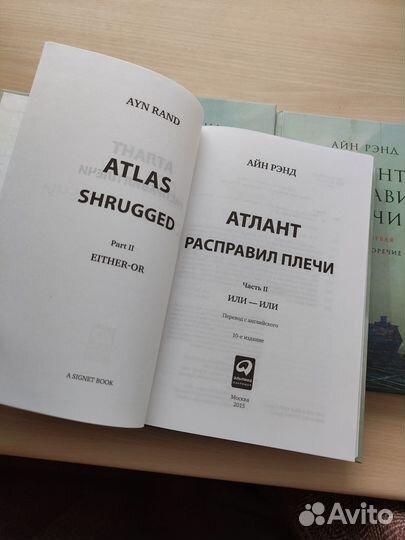 AYN RAND
ATLAS
SHRUGGED
Part II
EITHER-OR
A SIGNET BOOK
АЙН РЭНД
АТЛАНТ
РАСПРАВИЛ ПЛЕЧИ
Часть II
ИЛИ — ИЛИ
Перевод с английского
10-е издание
Москва
2015
АЙН РЭНД
Avito